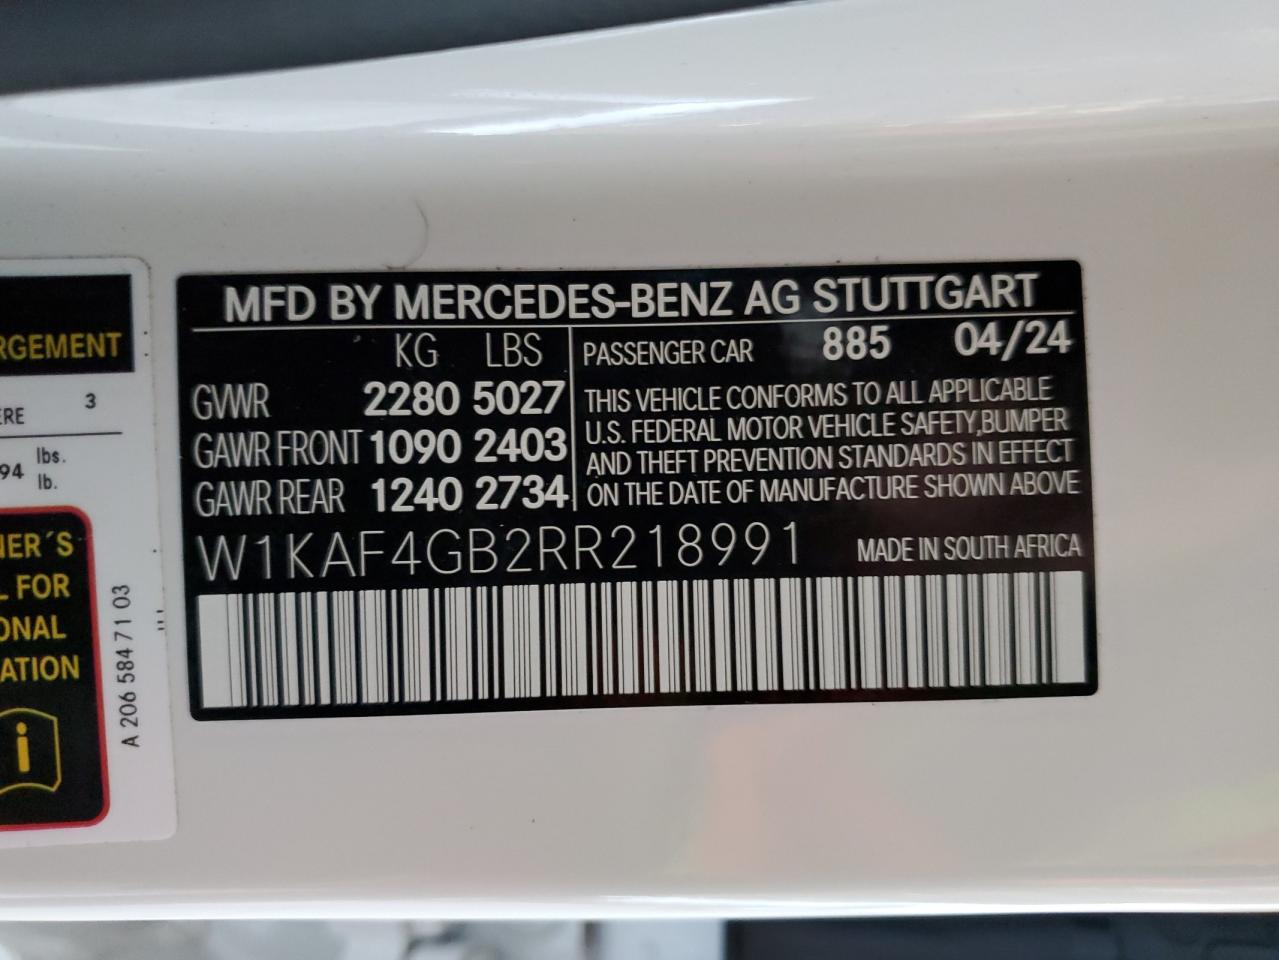 RGEMENT
ERE 3
94 lbs.
lb.
NER´S
L FOR
ONAL
ATION
i
A 206 584 71 03
MFD BY MERCEDES-BENZ AG STUTTGART
KG LBS
GVWR 2280 5027
GAWR FRONT 1090 2403
GAWR REAR 1240 2734
PASSENGER CAR 885 04/24
THIS VEHICLE CONFORMS TO ALL APPLICABLE
U.S. FEDERAL MOTOR VEHICLE SAFETY,BUMPER
AND THEFT PREVENTION STANDARDS IN EFFECT
ON THE DATE OF MANUFACTURE SHOWN ABOVE
W1KAF4GB2RR218991 MADE IN SOUTH AFRICA